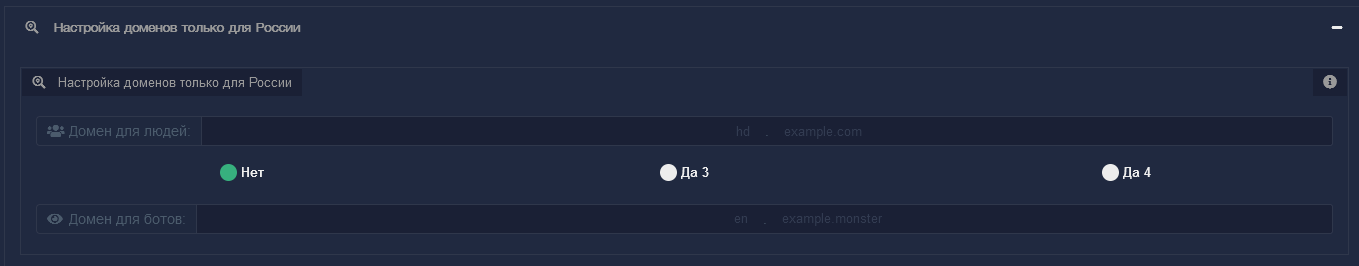 Настройка доменов только для России
Настройка доменов только для России
Домен для людей: hd . example.com
Нет Да 3 Да 4
Домен для ботов: en . example.monster